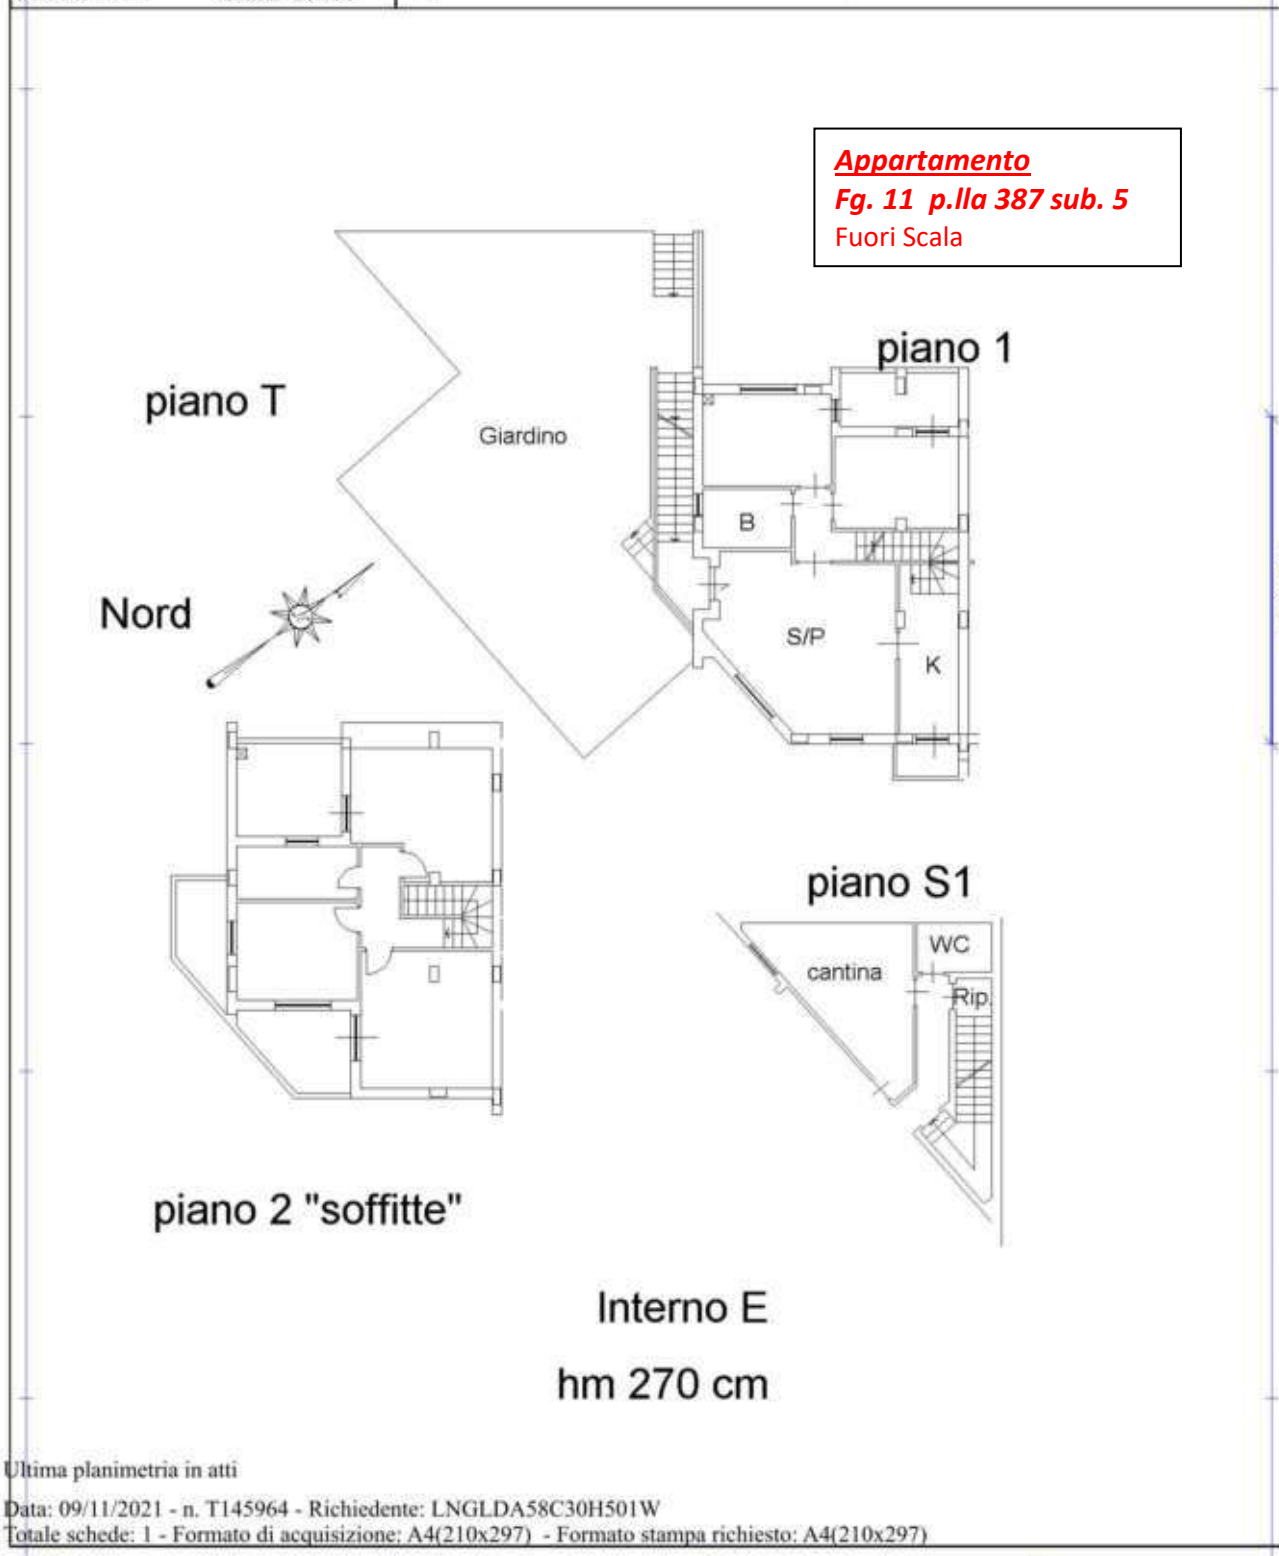 Appartamento
Fg. 11 p.lla 387 sub. 5
Fuori Scala
piano 1
piano T
Giardino
B
Nord
S/P
K
piano S1
WC
cantina
Rip.
piano 2 "soffitte"
Interno E
hm 270 cm
Ultima planimetria in atti
Data: 09/11/2021 - n. T145964 - Richiedente: LNGLDA58C30H501W
Totale schede: 1 - Formato di acquisizione: A4(210x297) - Formato stampa richiesto: A4(210x297)